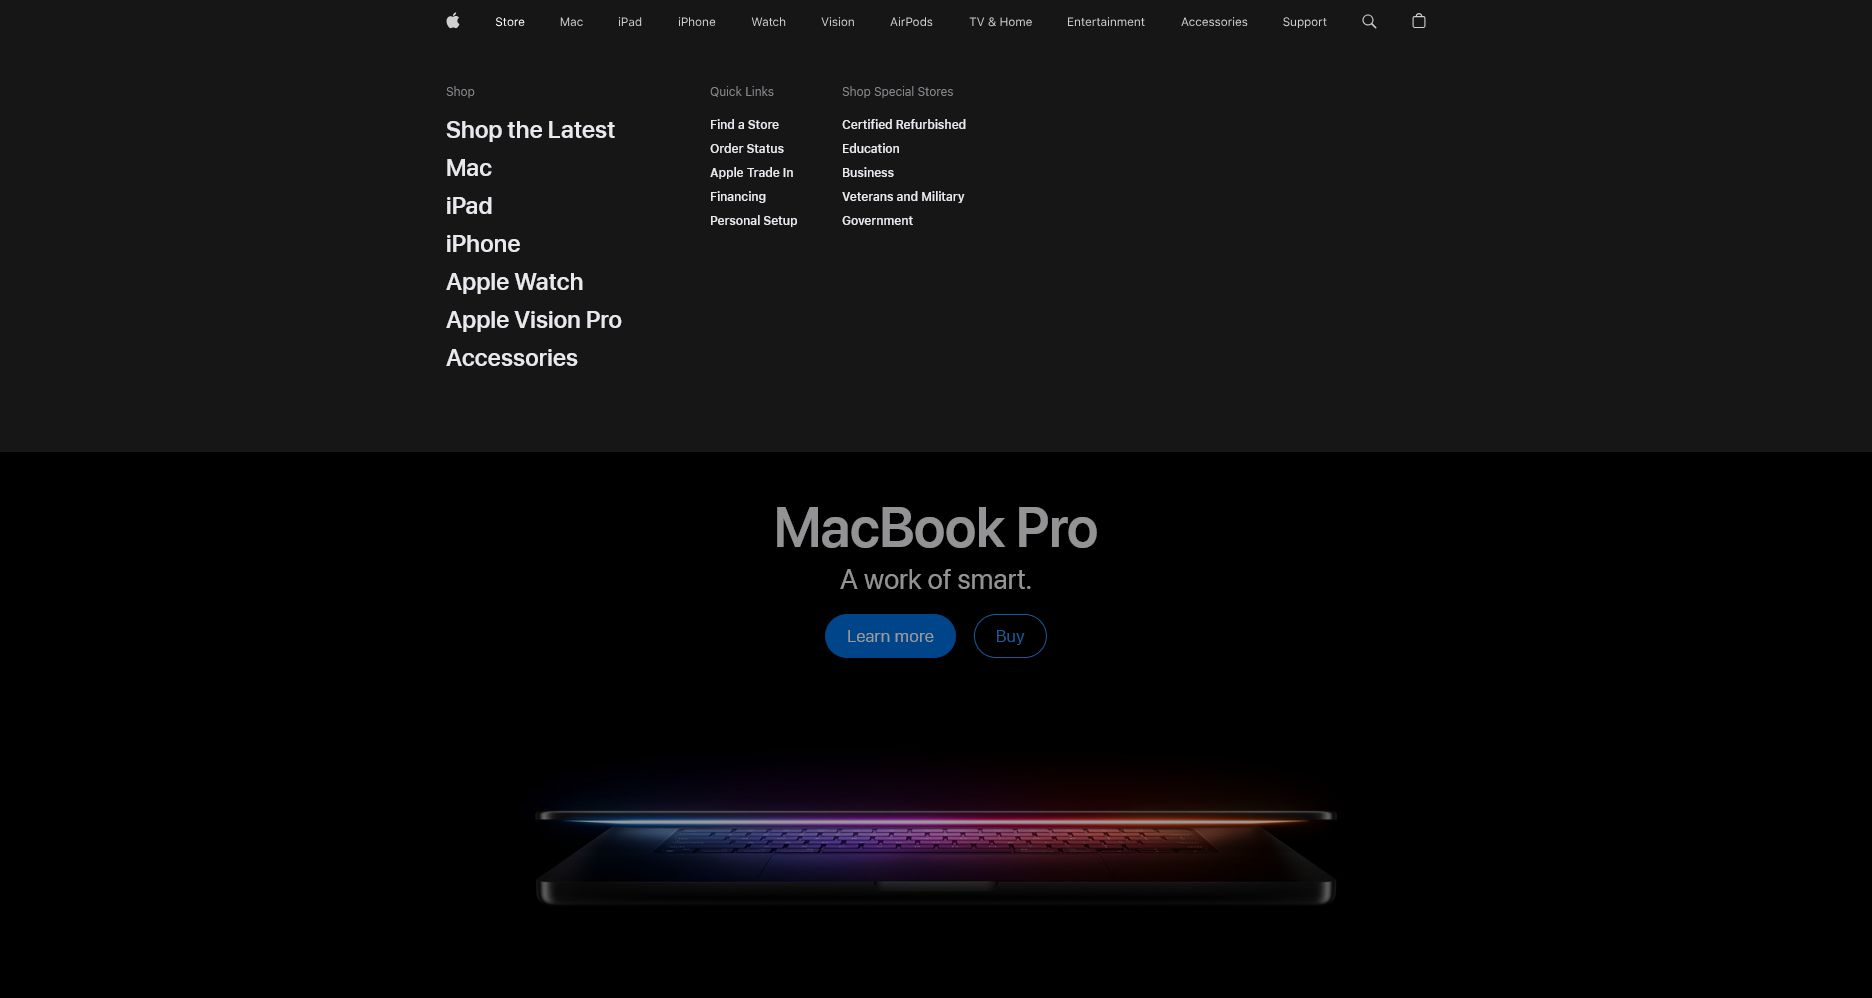 Store Mac iPad iPhone Watch Vision AirPods TV & Home Entertainment Accessories Support
Shop
Shop the Latest
Mac
iPad
iPhone
Apple Watch
Apple Vision Pro
Accessories
Quick Links
Find a Store
Order Status
Apple Trade In
Financing
Personal Setup
Shop Special Stores
Certified Refurbished
Education
Business
Veterans and Military
Government
MacBook Pro
A work of smart.
Learn more Buy